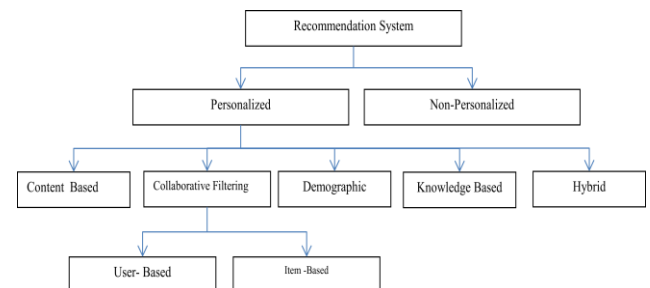 Recommendation System
Personalized
Non-Personalized
Content Based
Collaborative Filtering
Demographic
Knowledge Based
Hybrid
User- Based
Item -Based